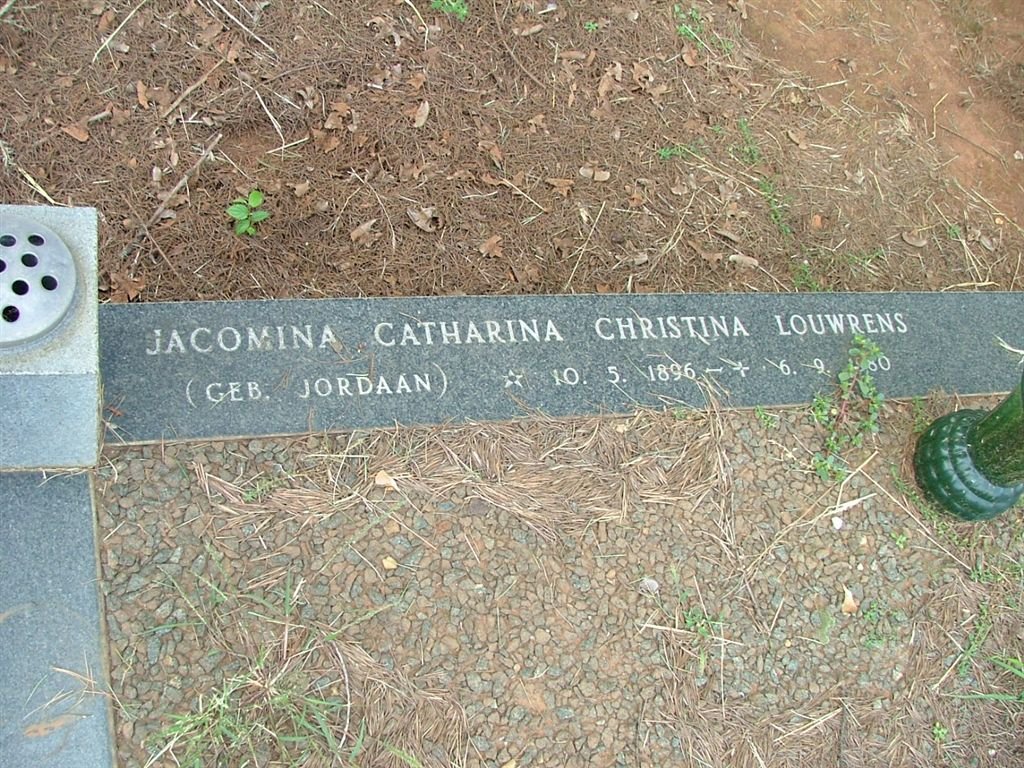 JACOMINA CATHARINA CHRISTINA LOUWRENS
(GEB. JORDAAN) ☆ 10. 5. 1896 – ✝ 6. 9.